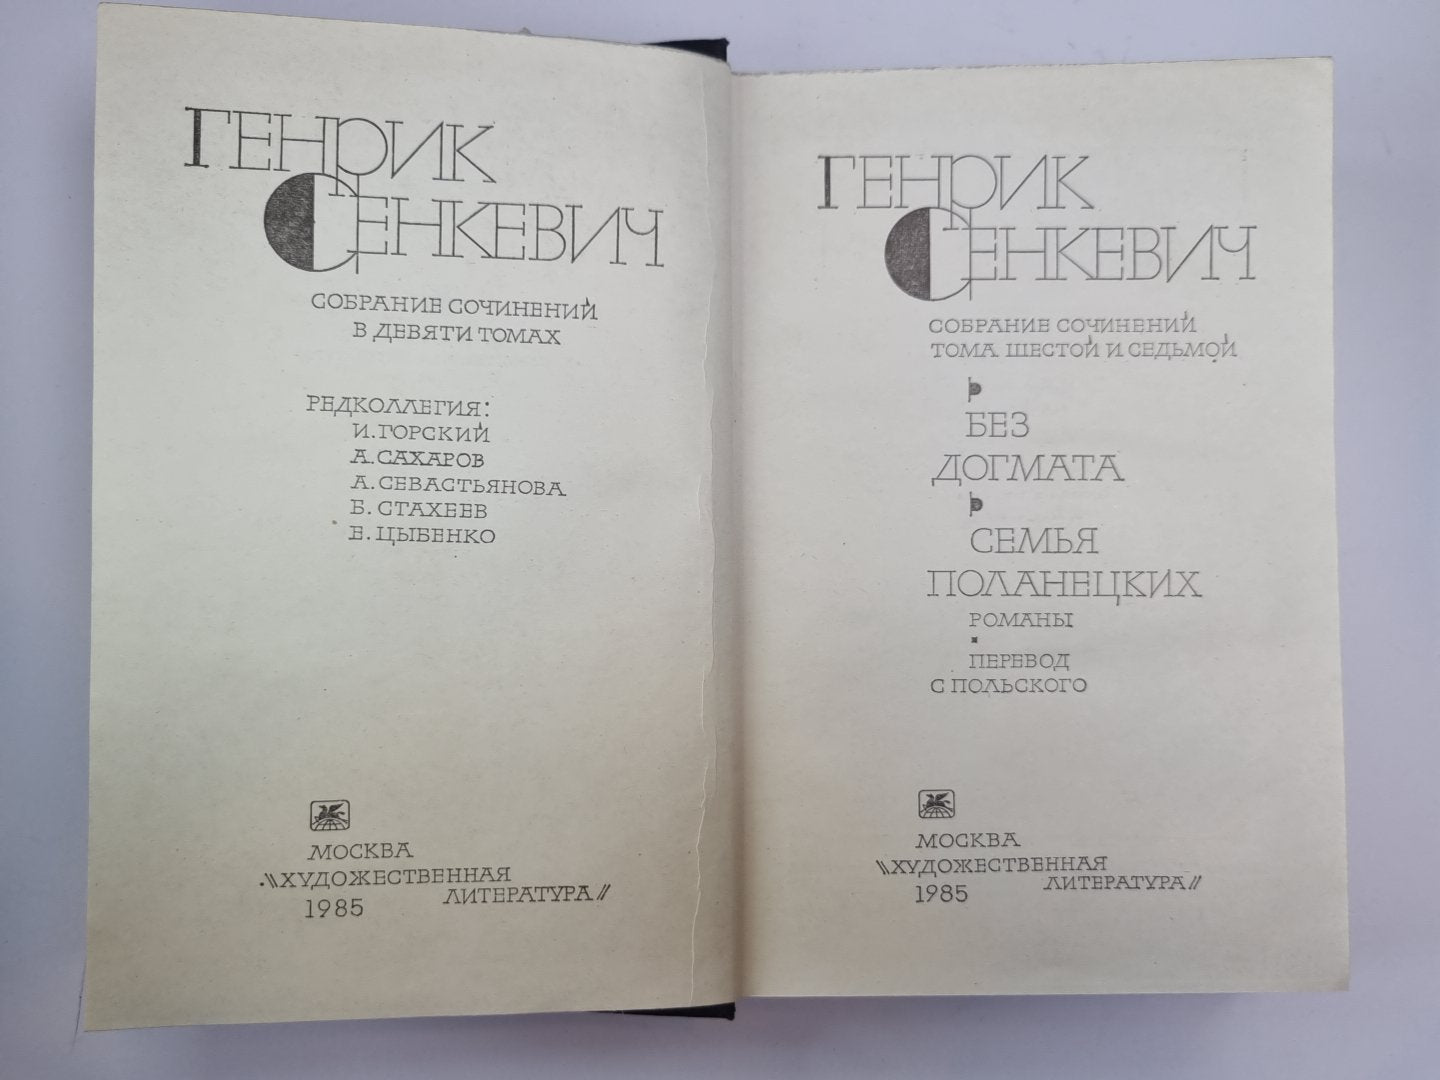 ГЕНРИК
СЕНКЕВИЧ
СОБРАНИЕ СОЧИНЕНИЙ
В ДЕВЯТИ ТОМАХ
РЕДКОЛЛЕГИЯ:
И. ГОРСКИЙ
А. САХАРОВ
А. СЕВАСТЬЯНОВА
Б. СТАХЕЕВ
Е. ЦЫБЕНКО
МОСКВА
"ХУДОЖЕСТВЕННАЯ
ЛИТЕРАТУРА"
1985
ГЕНРИК
СЕНКЕВИЧ
СОБРАНИЕ СОЧИНЕНИЙ
ТОМА ШЕСТОЙ И СЕДЬМОЙ
БЕЗ
ДОГМАТА
СЕМЬЯ
ПОЛАНЕЦКИХ
РОМАНЫ
ПЕРЕВОД
С ПОЛЬСКОГО
МОСКВА
"ХУДОЖЕСТВЕННАЯ
ЛИТЕРАТУРА"
1985